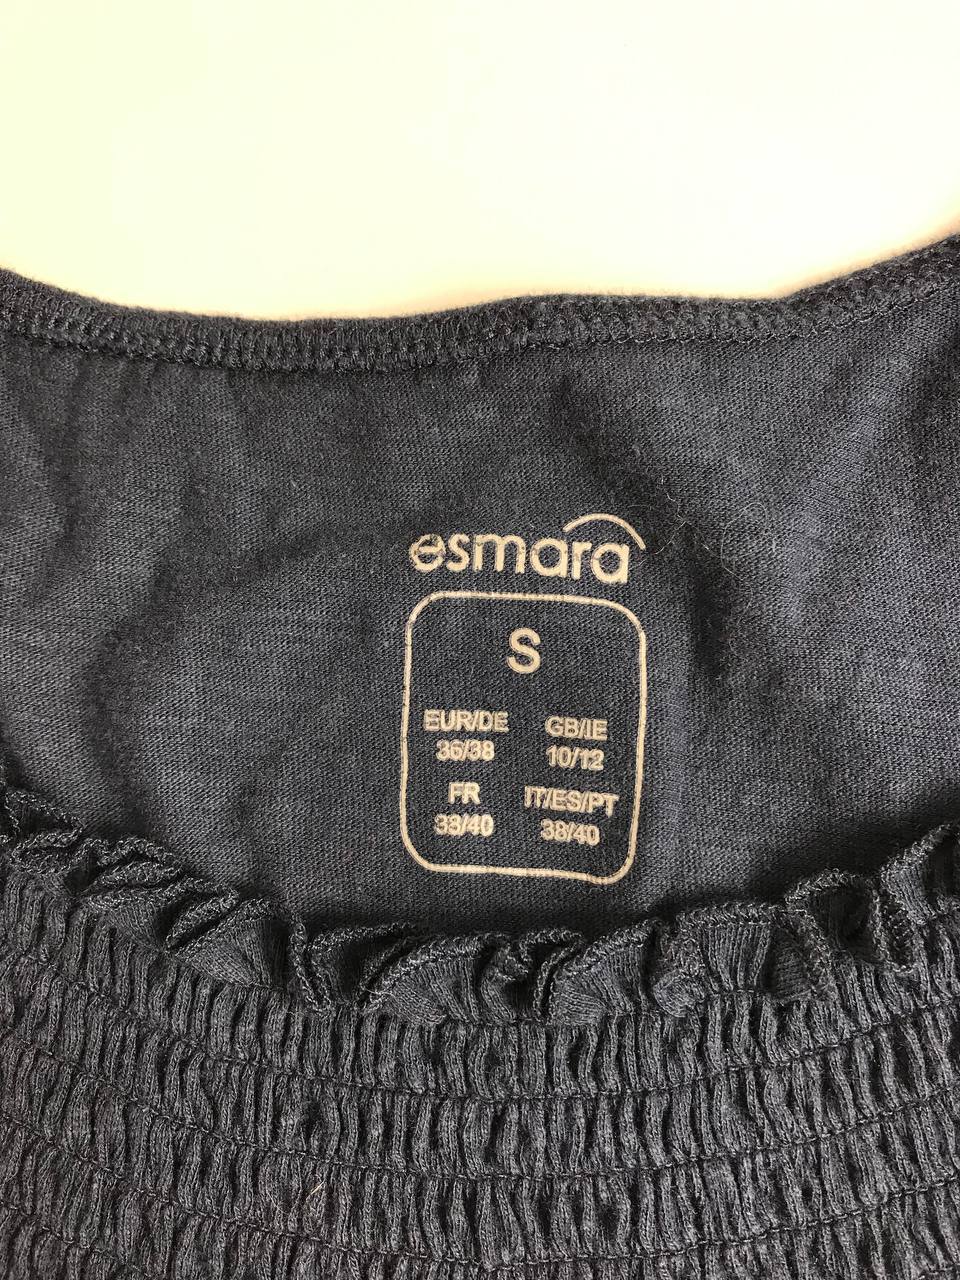 esmara
S
EUR/DE GB/IE
36/38 10/12
FR IT/ES/PT
38/40 38/40